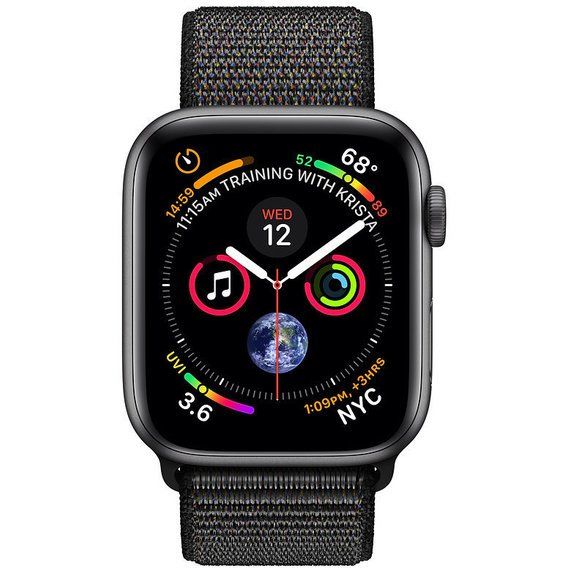 14:59
52
68°
89
11:15AM TRAINING WITH KRISTA
WED
12
UVI
3.6
1:09PM, +3HRS
NYC